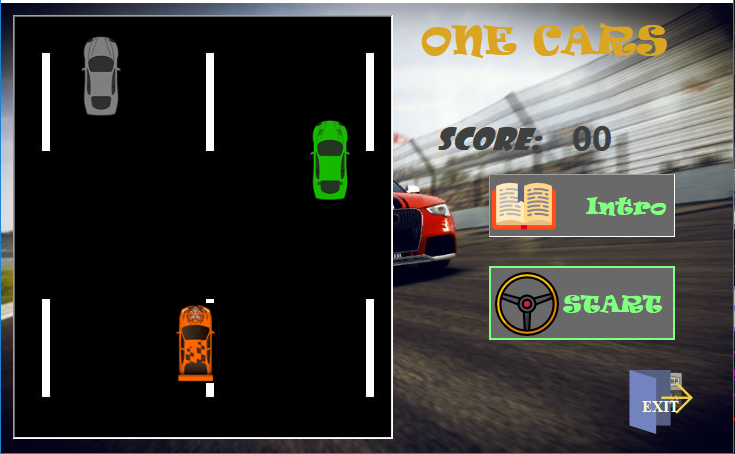 ONE CARS
SCORE: 00
Intro
START
EXIT